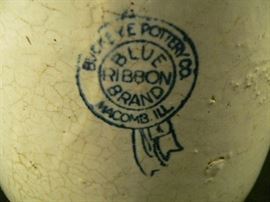 BUCKEYE POTTERY CO.
BLUE
RIBBON
BRAND
MACOMB. ILL.